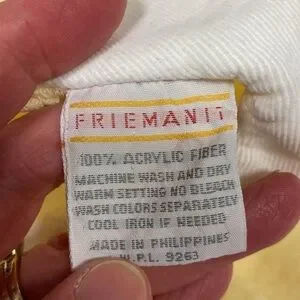 FRIEMANIT
100% ACRYLIC FIBER
MACHINE WASH AND DRY
WARM SETTING NO BLEACH
WASH COLORS SEPARATELY
COOL IRON IF NEEDED
MADE IN PHILIPPINES
W.P.L. 9263